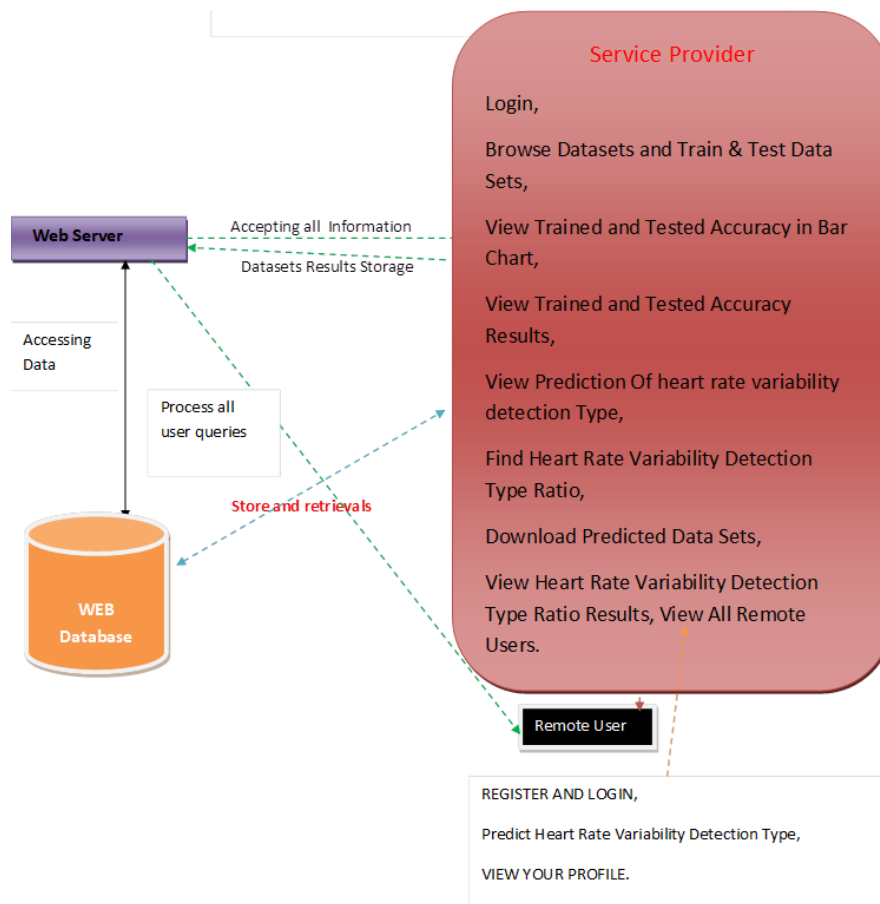 Service Provider
Login,
Browse Datasets and Train & Test Data
Sets,
View Trained and Tested Accuracy in Bar
Chart,
View Trained and Tested Accuracy
Results,
View Prediction Of heart rate variability
detection Type,
Find Heart Rate Variability Detection
Type Ratio,
Download Predicted Data Sets,
View Heart Rate Variability Detection
Type Ratio Results, View All Remote
Users.
Web Server
Accepting all Information
Datasets Results Storage
Accessing
Data
Process all
user queries
Store and retrievals
WEB
Database
Remote User
REGISTER AND LOGIN,
Predict Heart Rate Variability Detection Type,
VIEW YOUR PROFILE.